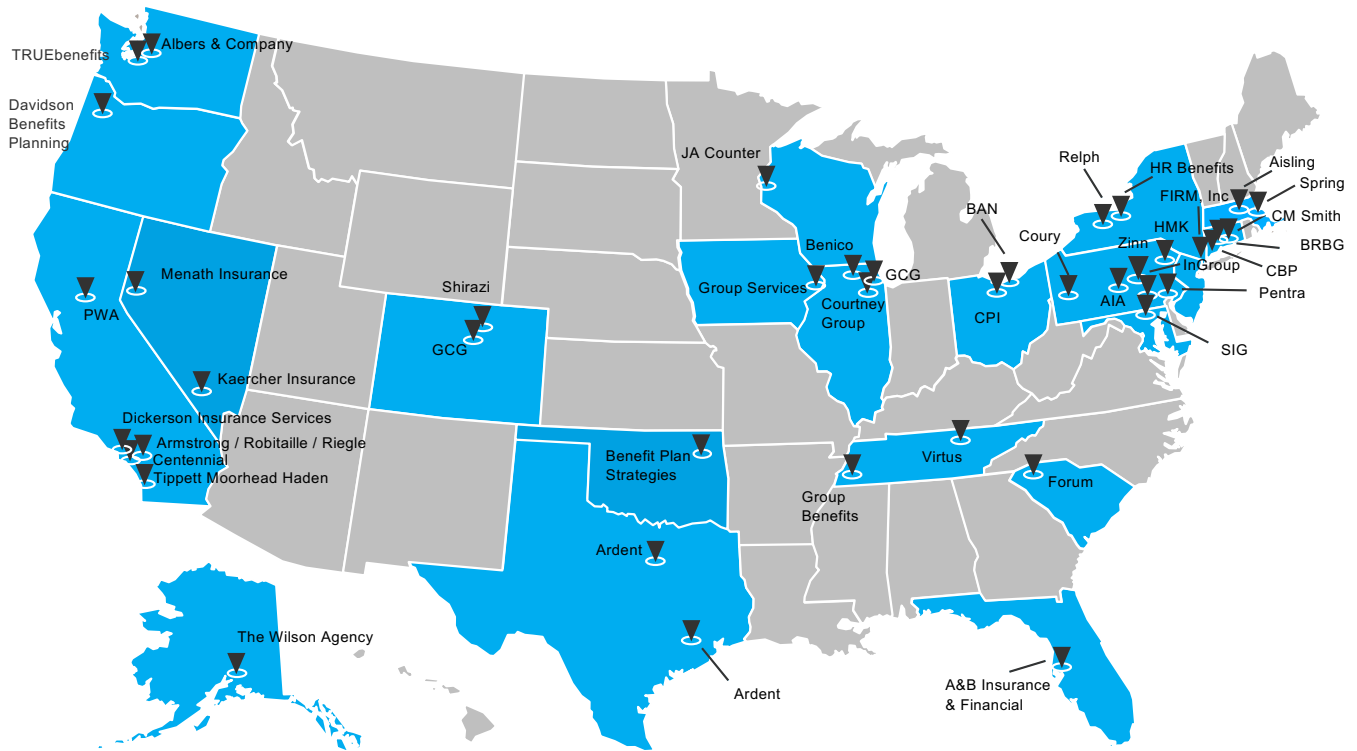 TRUEbenefits
Albers & Company
Davidson
Benefits
Planning
JA Counter
Relph
HR Benefits
Aisling
FIRM, Inc
Spring
BAN
CM Smith
Coury
HMK
Zinn
BRBG
Benico
InGroup
CBP
Menath Insurance
GCG
Shirazi
Group Services
Courtney
Group
AIA
Pentra
PWA
CPI
GCG
SIG
Kaercher Insurance
Dickerson Insurance Services
Armstrong / Robitaille / Riegle
Centennial
Tippett Moorhead Haden
Benefit Plan
Strategies
Virtus
Forum
Group
Benefits
Ardent
The Wilson Agency
Ardent
A&B Insurance
& Financial